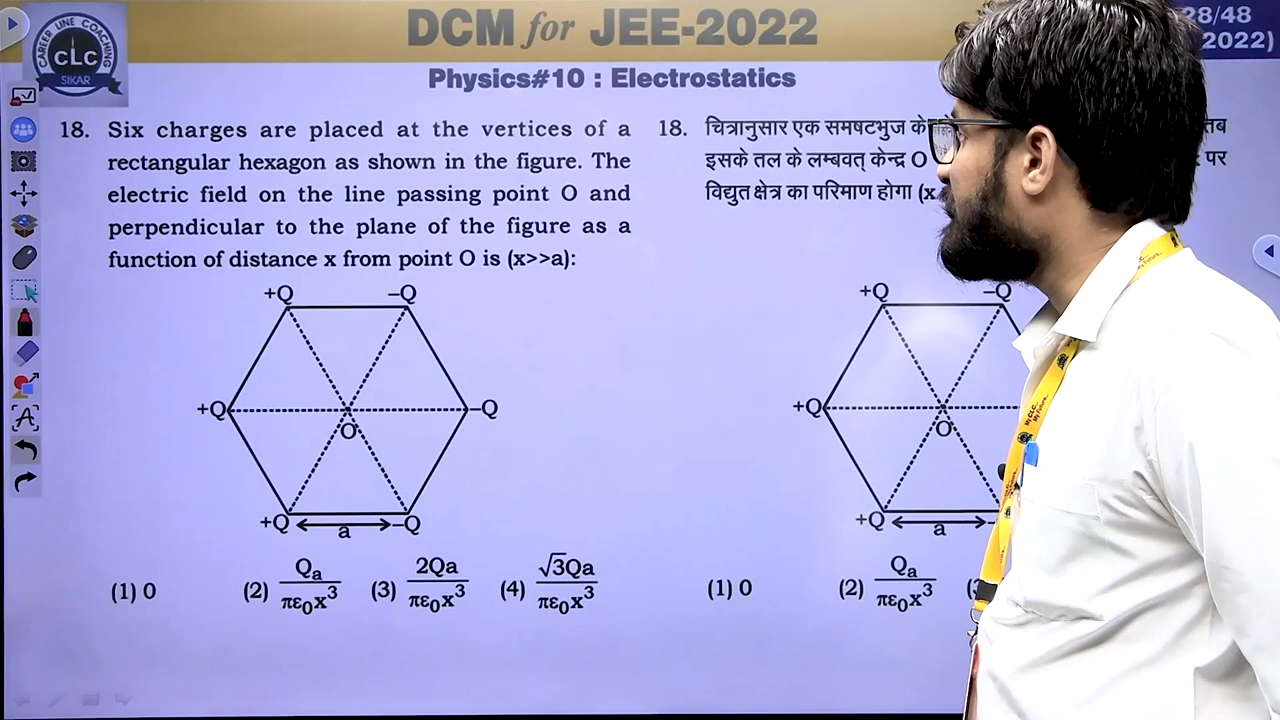 DCM for JEE-2022
28/48
2022)
CAREER LINE COACHING
CLC
SIKAR
Physics#10 : Electrostatics
18. Six charges are placed at the vertices of a
rectangular hexagon as shown in the figure. The
electric field on the line passing point O and
perpendicular to the plane of the figure as a
function of distance x from point O is (x>>a):
+Q
–Q
+Q
–Q
O
+Q
a
–Q
(1) 0
(2) Qa/πε₀x³
(3) 2Qa/πε₀x³
(4) √3Qa/πε₀x³
18. चित्रानुसार एक समषटभुज के
इसके तल के लम्बवत् केन्द्र O
पर
विद्युत क्षेत्र का परिमाण होगा (x
+Q
–Q
+Q
O
+Q
a
(1) 0
(2) Qa/πε₀x³